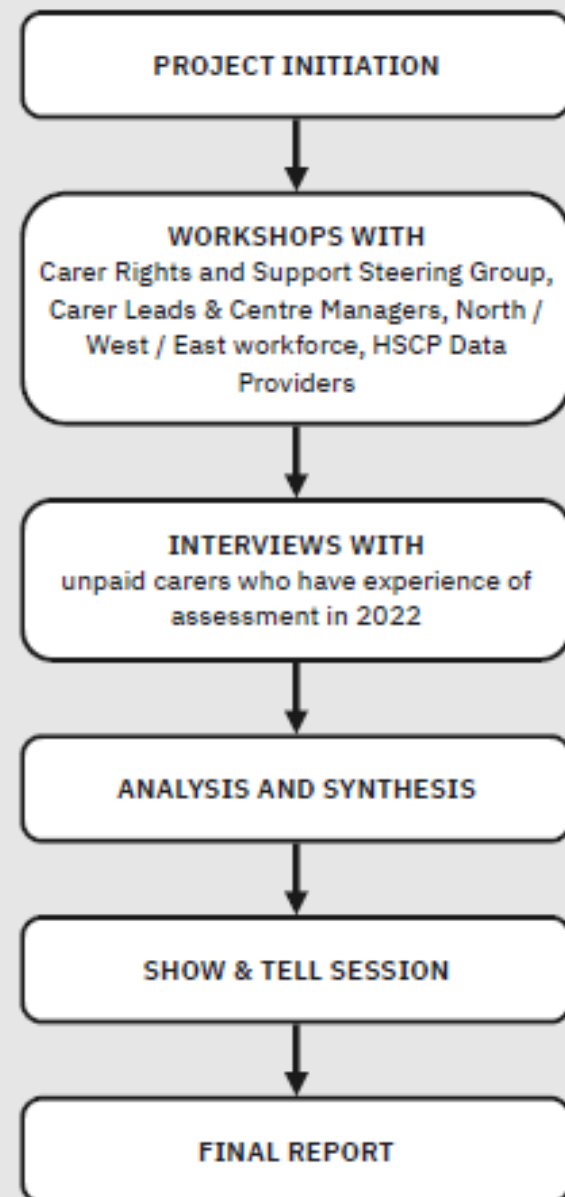 PROJECT INITIATION
WORKSHOPS WITH
Carer Rights and Support Steering Group,
Carer Leads & Centre Managers, North /
West / East workforce, HSCP Data
Providers
INTERVIEWS WITH
unpaid carers who have experience of
assessment in 2022
ANALYSIS AND SYNTHESIS
SHOW & TELL SESSION
FINAL REPORT